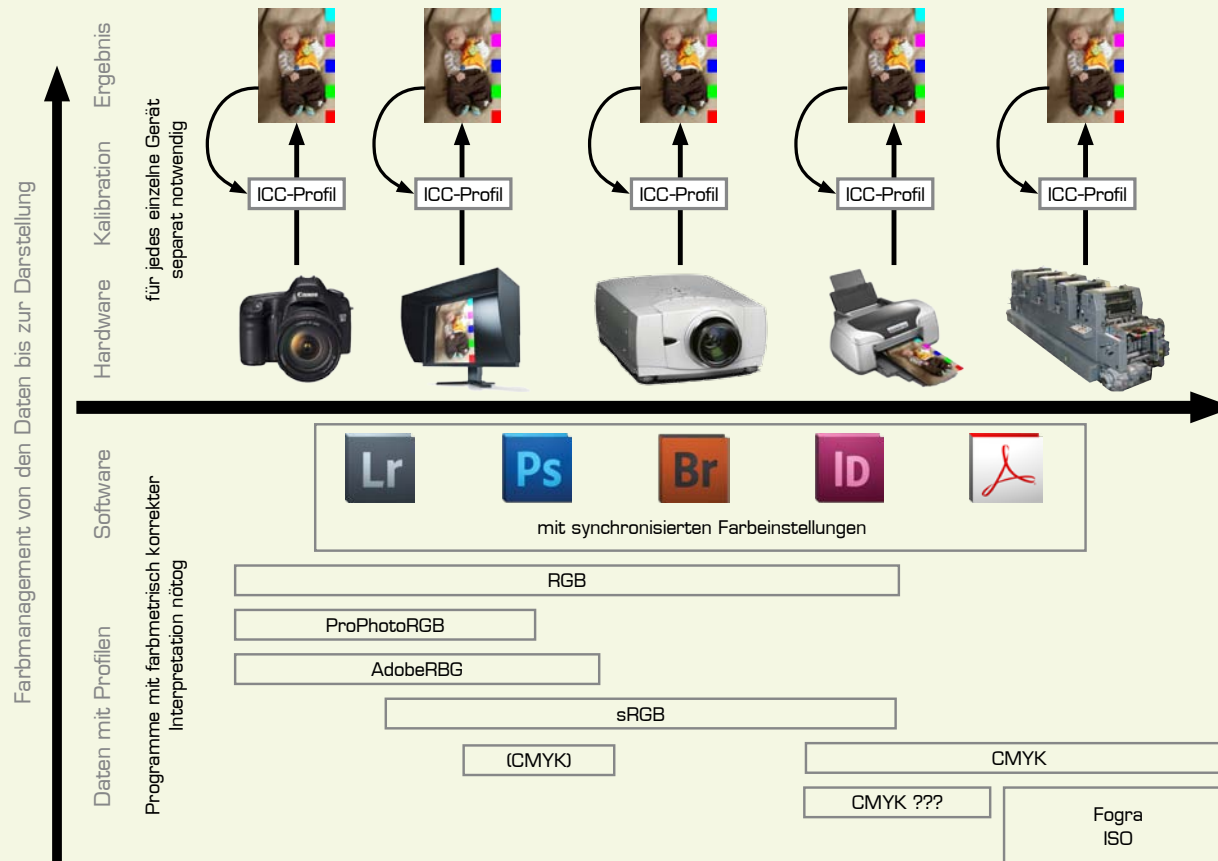 Farbmanagement von den Daten bis zur Darstellung
Ergebnis
Kalibration
Hardware
für jedes einzelne Gerät
separat notwendig
ICC-Profil
ICC-Profil
ICC-Profil
ICC-Profil
ICC-Profil
Canon
Software
Daten mit Profilen
Programme mit farbmetrisch korrekter
Interpretation nötog
Lr
Ps
Br
ID
mit synchronisierten Farbeinstellungen
RGB
ProPhotoRGB
AdobeRBG
sRGB
(CMYK)
CMYK
CMYK ???
Fogra
ISO